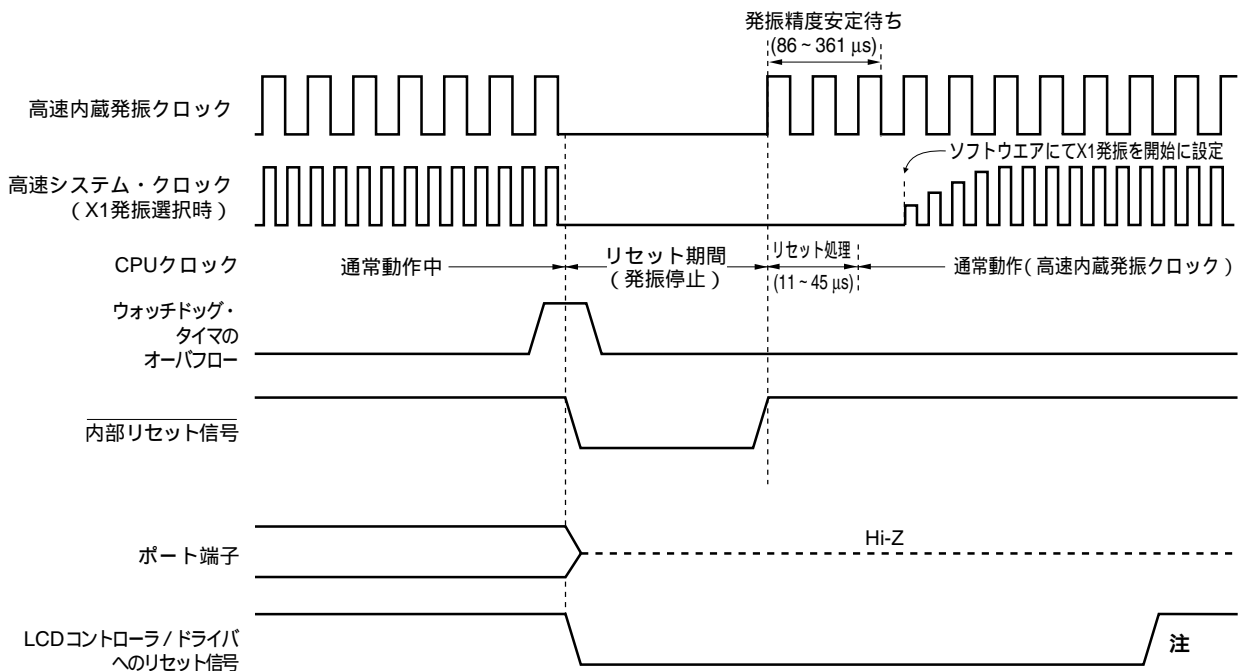 発振精度安定待ち
(86～361 μs)
高速内蔵発振クロック
ソフトウエアにてX1発振を開始に設定
高速システム・クロック
（X1発振選択時）
CPUクロック
通常動作中
リセット期間
（発振停止）
リセット処理
(11～45 μs)
通常動作（高速内蔵発振クロック）
ウォッチドッグ・
タイマの
オーバフロー
内部リセット信号
ポート端子
Hi-Z
LCDコントローラ/ドライバ
へのリセット信号
注